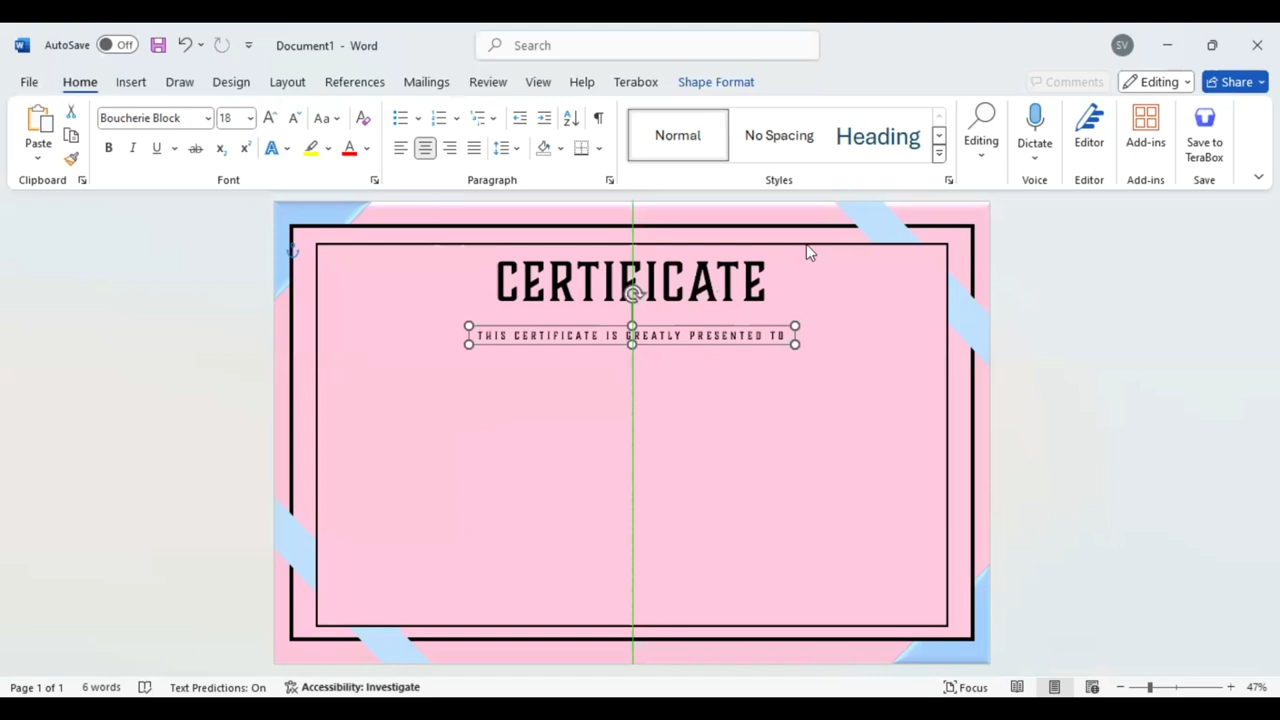 AutoSave Off Document1 - Word Search SV
File Home Insert Draw Design Layout References Mailings Review View Help Terabox Shape Format Comments Editing Share
Paste Boucherie Block 18 Aa Normal No Spacing Heading Editing Dictate Editor Add-ins Save to TeraBox
Clipboard Font Paragraph Styles Voice Editor Add-ins Save
CERTIFICATE
THIS CERTIFICATE IS GREATLY PRESENTED TO
Page 1 of 1 6 words Text Predictions: On Accessibility: Investigate Focus 47%